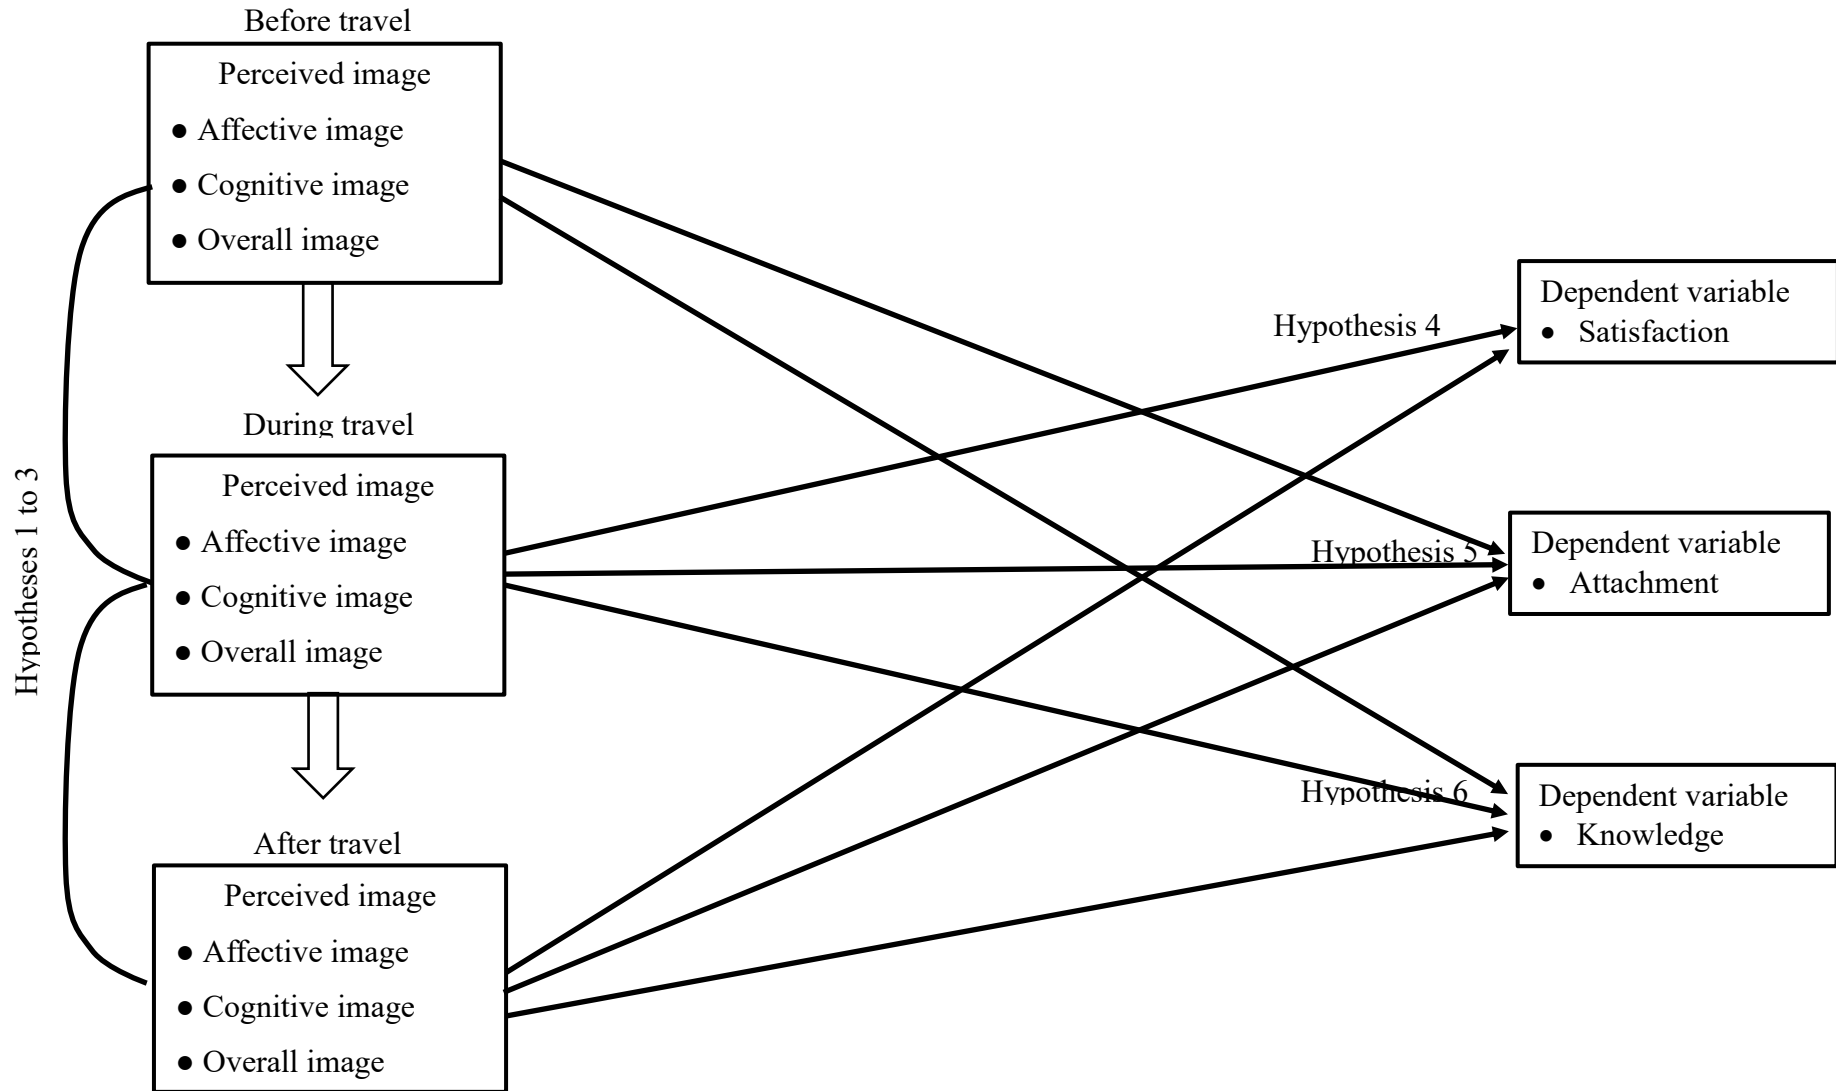 Before travel
Perceived image
● Affective image
● Cognitive image
● Overall image
During travel
Perceived image
● Affective image
● Cognitive image
● Overall image
After travel
Perceived image
● Affective image
● Cognitive image
● Overall image
Hypotheses 1 to 3
Hypothesis 4
Dependent variable
• Satisfaction
Hypothesis 5
Dependent variable
• Attachment
Hypothesis 6
Dependent variable
• Knowledge